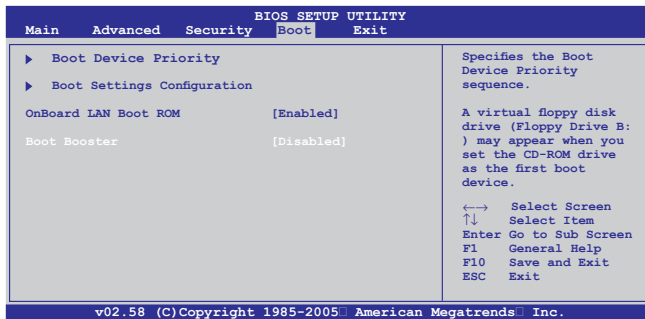 BIOS SETUP UTILITY
Main Advanced Security Boot Exit
Boot Device Priority
Boot Settings Configuration
OnBoard LAN Boot ROM [Enabled]
Boot Booster [Disabled]
Specifies the Boot
Device Priority
sequence.
A virtual floppy disk
drive (Floppy Drive B:
) may appear when you
set the CD-ROM drive
as the first boot
device.
←→ Select Screen
↑↓ Select Item
Enter Go to Sub Screen
F1 General Help
F10 Save and Exit
ESC Exit
v02.58 (C)Copyright 1985-2005□ American Megatrends□ Inc.